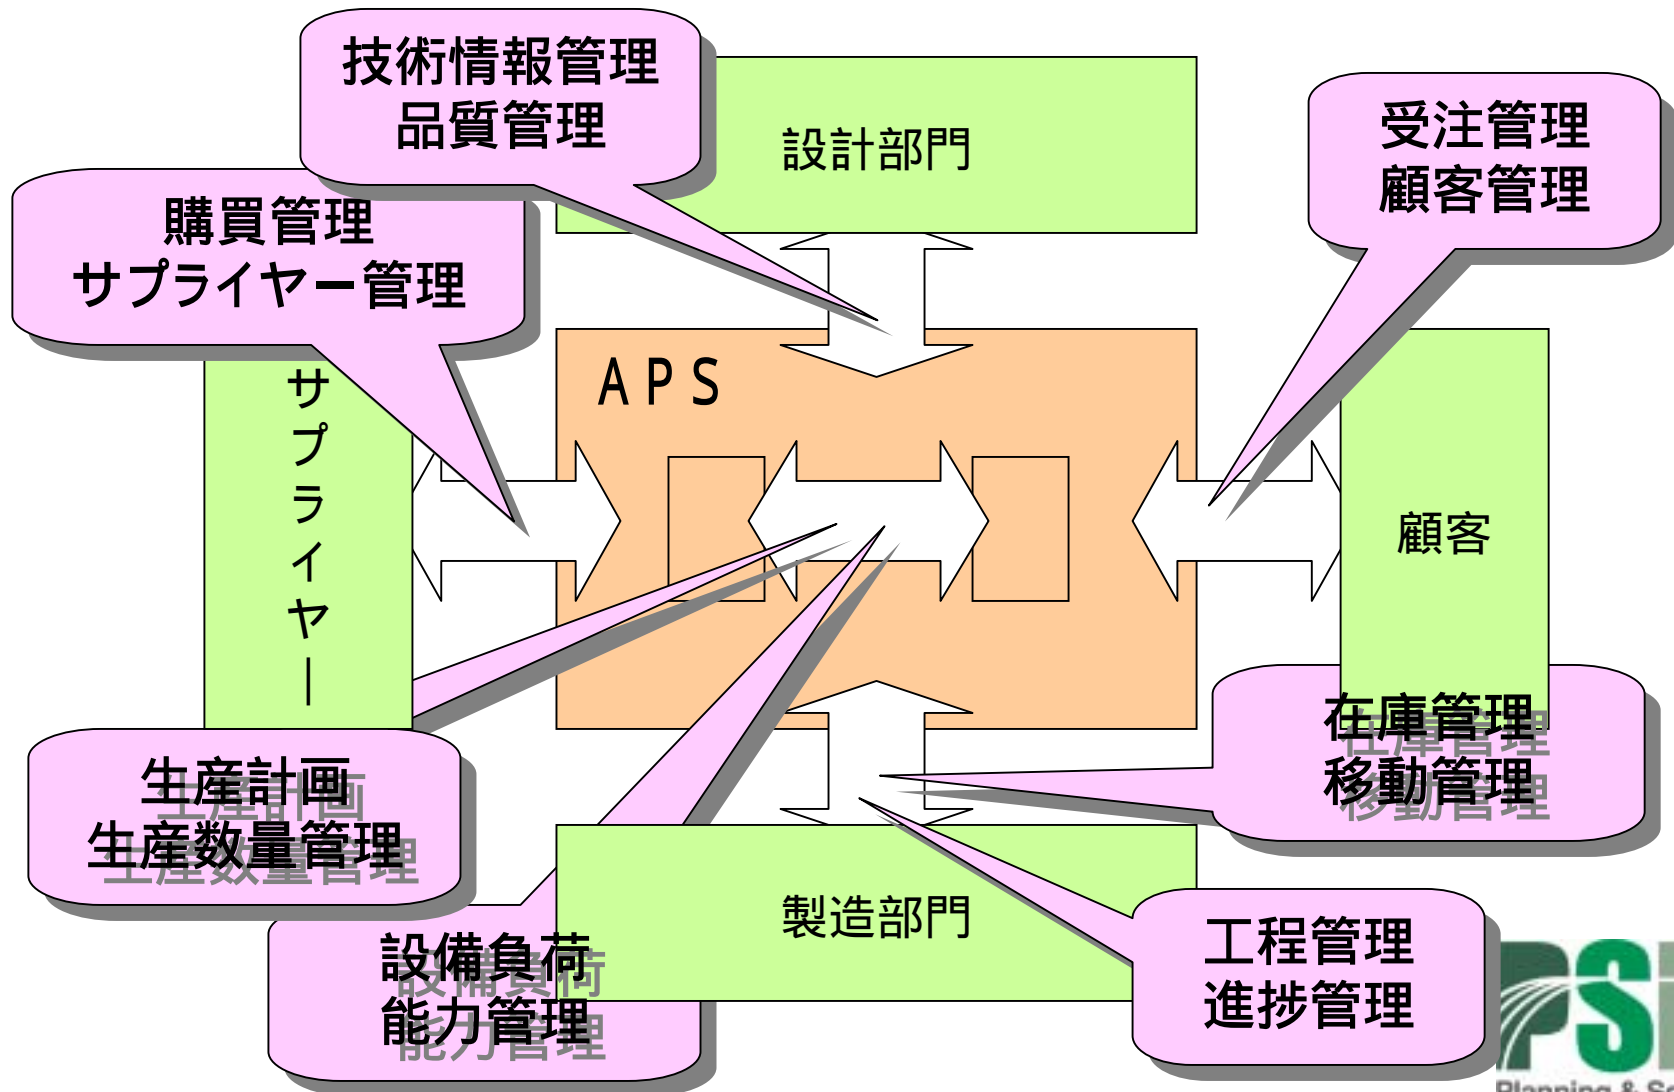 技術情報管理
品質管理
設計部門
受注管理
顧客管理
購買管理
サプライヤー管理
APS
サプライヤー
顧客
在庫管理
移動管理
生産計画
生産数量管理
製造部門
設備負荷
能力管理
工程管理
進捗管理
PS
Planning & Sc